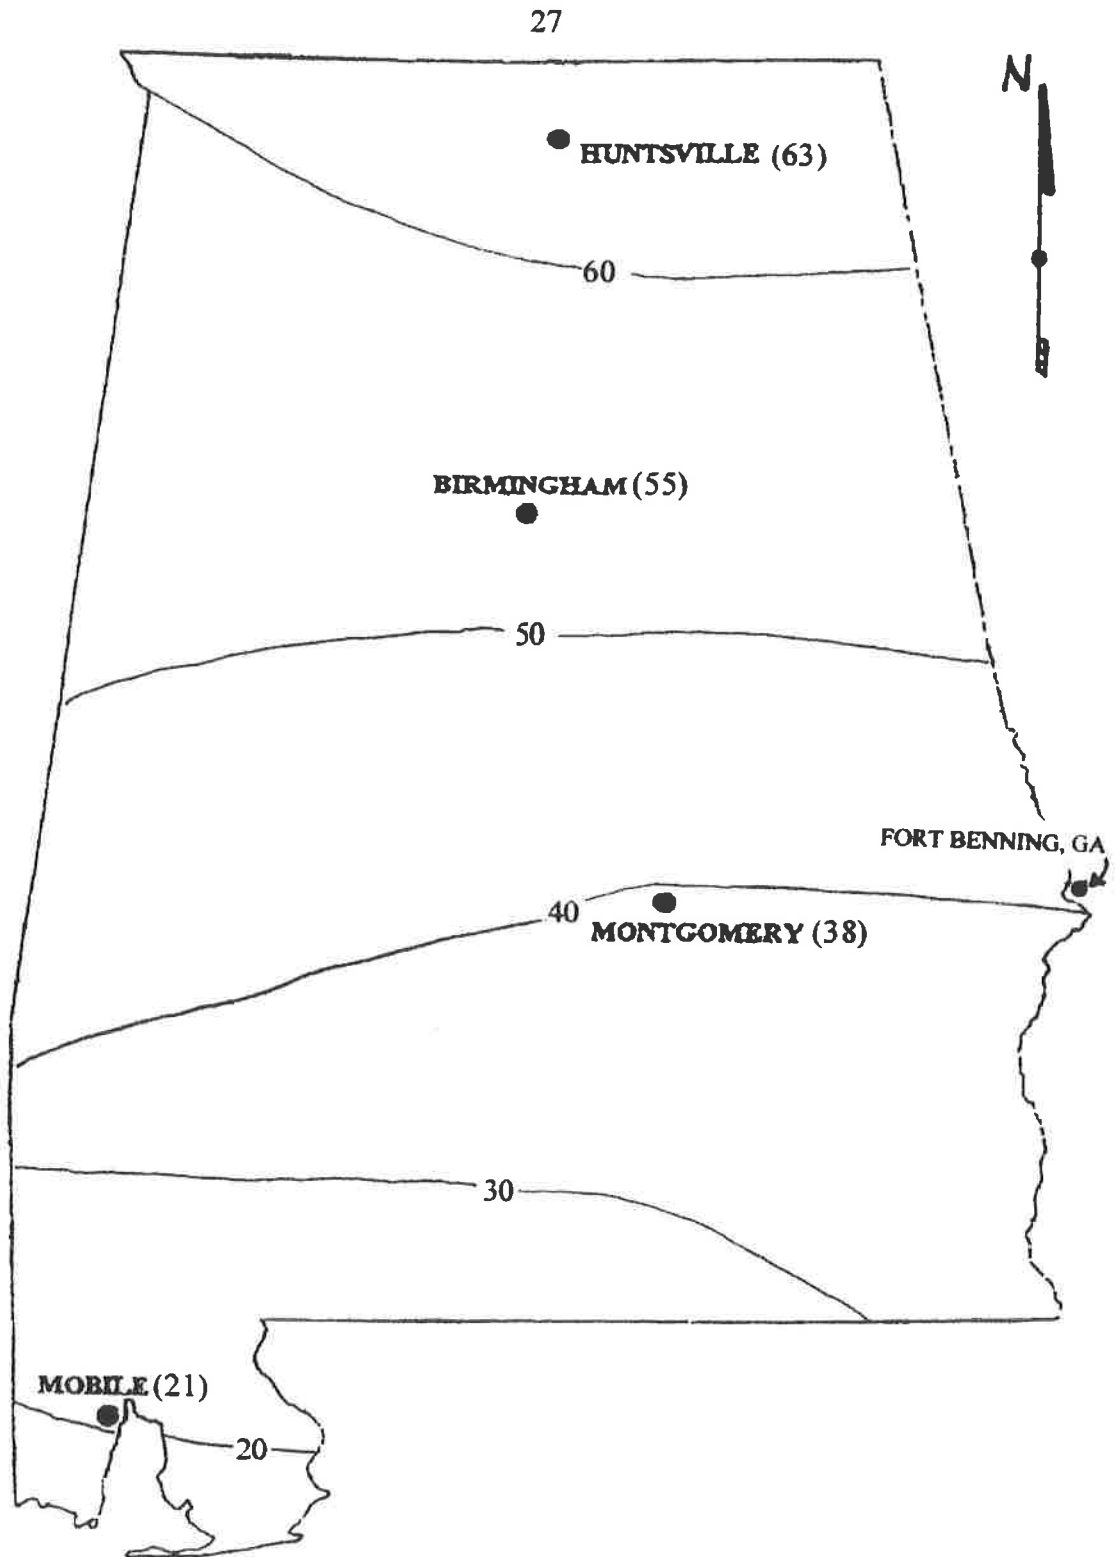 27
N
HUNTSVILLE (63)
60
BIRMINGHAM (55)
50
FORT BENNING, GA
40
MONTGOMERY (38)
30
MOBILE (21)
20